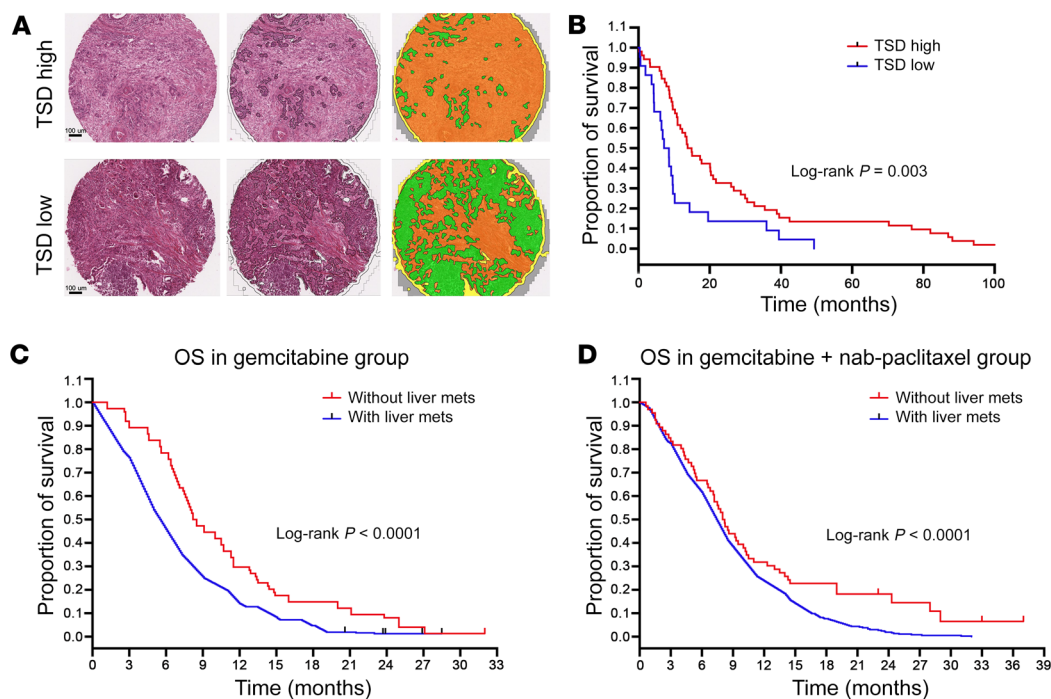 A
TSD high
100 um
TSD low
100 um
B
Proportion of survival
1.1
1.0
0.9
0.8
0.7
0.6
0.5
0.4
0.3
0.2
0.1
0.0
TSD high
TSD low
Log-rank P = 0.003
0 20 40 60 80 100
Time (months)
C
OS in gemcitabine group
Proportion of survival
1.1
1.0
0.9
0.8
0.7
0.6
0.5
0.4
0.3
0.2
0.1
0.0
Without liver mets
With liver mets
Log-rank P < 0.0001
0 3 6 9 12 15 18 21 24 27 30 33
Time (months)
D
OS in gemcitabine + nab-paclitaxel group
Proportion of survival
1.1
1.0
0.9
0.8
0.7
0.6
0.5
0.4
0.3
0.2
0.1
0.0
Without liver mets
With liver mets
Log-rank P < 0.0001
0 3 6 9 12 15 18 21 24 27 30 33 36 39
Time (months)